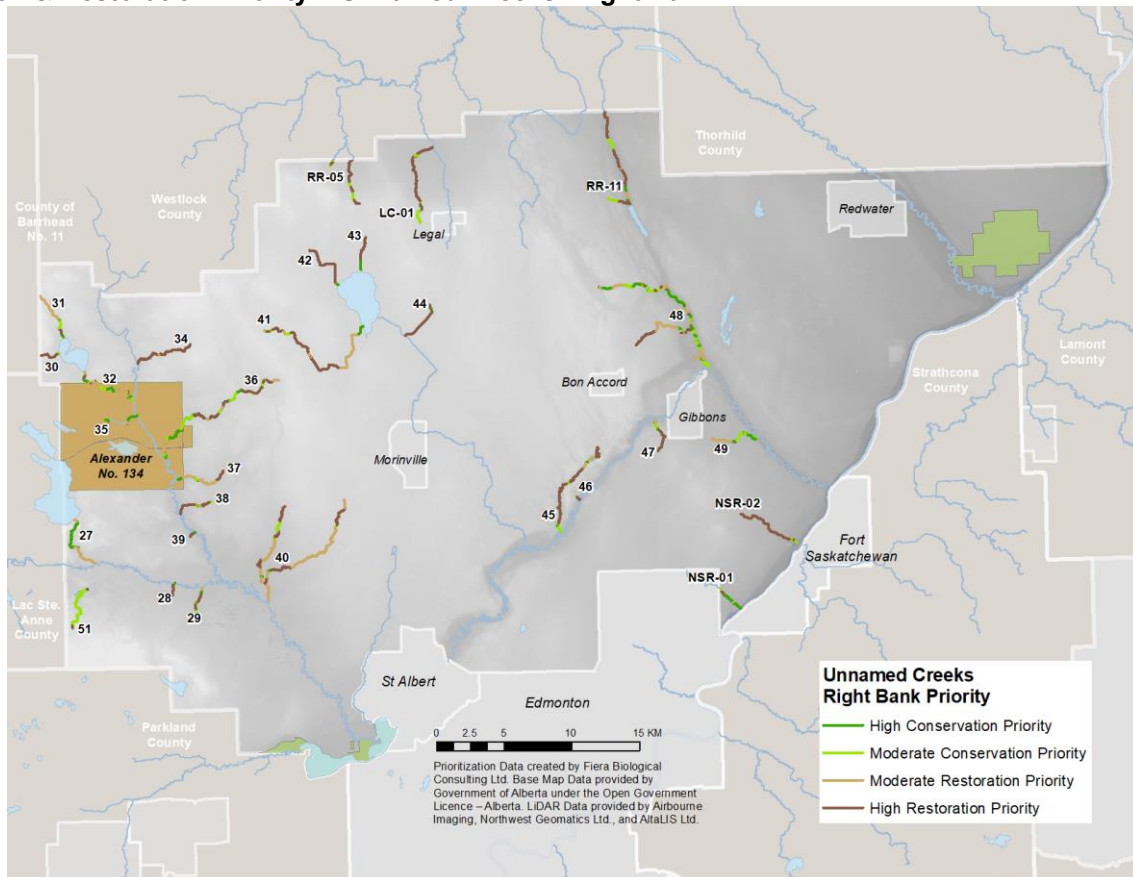 Thorhild
County
RR-05
RR-11
Westlock
County
County of
Barrhead
No. 11
Redwater
LC-01
Legal
43
42
31
44
41
48
34
30
Lamont
County
Strathcona
County
32
36
Bon Accord
Gibbons
35
Alexander
No. 134
Morinville
37
47
49
46
38
NSR-02
45
27
39
Fort
Saskatchewan
40
NSR-01
28
29
Lac Ste.
Anne
County
51
St Albert
Edmonton
Parkland
County
0 2.5 5 10 15 KM
Prioritization Data created by Fiera Biological
Consulting Ltd. Base Map Data provided by
Government of Alberta under the Open Government
Licence – Alberta. LiDAR Data provided by Airbourne
Imaging, Northwest Geomatics Ltd., and AltaLIS Ltd.
Unnamed Creeks
Right Bank Priority
High Conservation Priority
Moderate Conservation Priority
Moderate Restoration Priority
High Restoration Priority